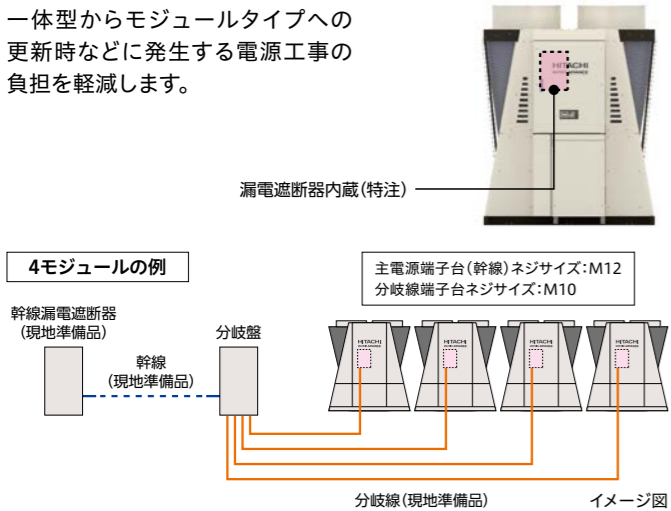 一体型からモジュールタイプへの
更新時などに発生する電源工事の
負担を軽減します。
HITACHI
漏電遮断器内蔵(特注)
4モジュールの例
主電源端子台(幹線)ネジサイズ:M12
分岐線端子台ネジサイズ:M10
幹線漏電遮断器
(現地準備品)
分岐盤
幹線
(現地準備品)
HITACHI
HITACHI
HITACHI
HITACHI
分岐線(現地準備品)
イメージ図